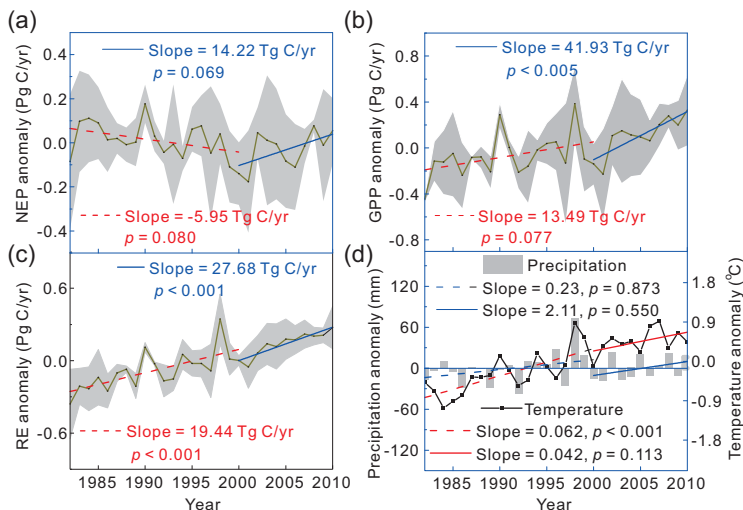 (a)
NEP anomaly (Pg C/yr)
0.4
0.2
0.0
-0.2
-0.4
Slope = 14.22 Tg C/yr
p = 0.069
Slope = -5.95 Tg C/yr
p = 0.080
(b)
GPP anomaly (Pg C/yr)
0.8
0.4
0.0
-0.4
-0.8
Slope = 41.93 Tg C/yr
p < 0.005
Slope = 13.49 Tg C/yr
p = 0.077
(c)
RE anomaly (Pg C/yr)
0.6
0.0
-0.6
Slope = 27.68 Tg C/yr
p < 0.001
Slope = 19.44 Tg C/yr
p < 0.001
1985 1990 1995 2000 2005 2010
Year
(d)
Precipitation anomaly (mm)
120
60
0
-60
-120
Precipitation
Slope = 0.23, p = 0.873
Slope = 2.11, p = 0.550
Temperature
Slope = 0.062, p < 0.001
Slope = 0.042, p = 0.113
1.8
0.9
0.0
-0.9
-1.8
Temperature anomaly (°C)
1985 1990 1995 2000 2005 2010
Year